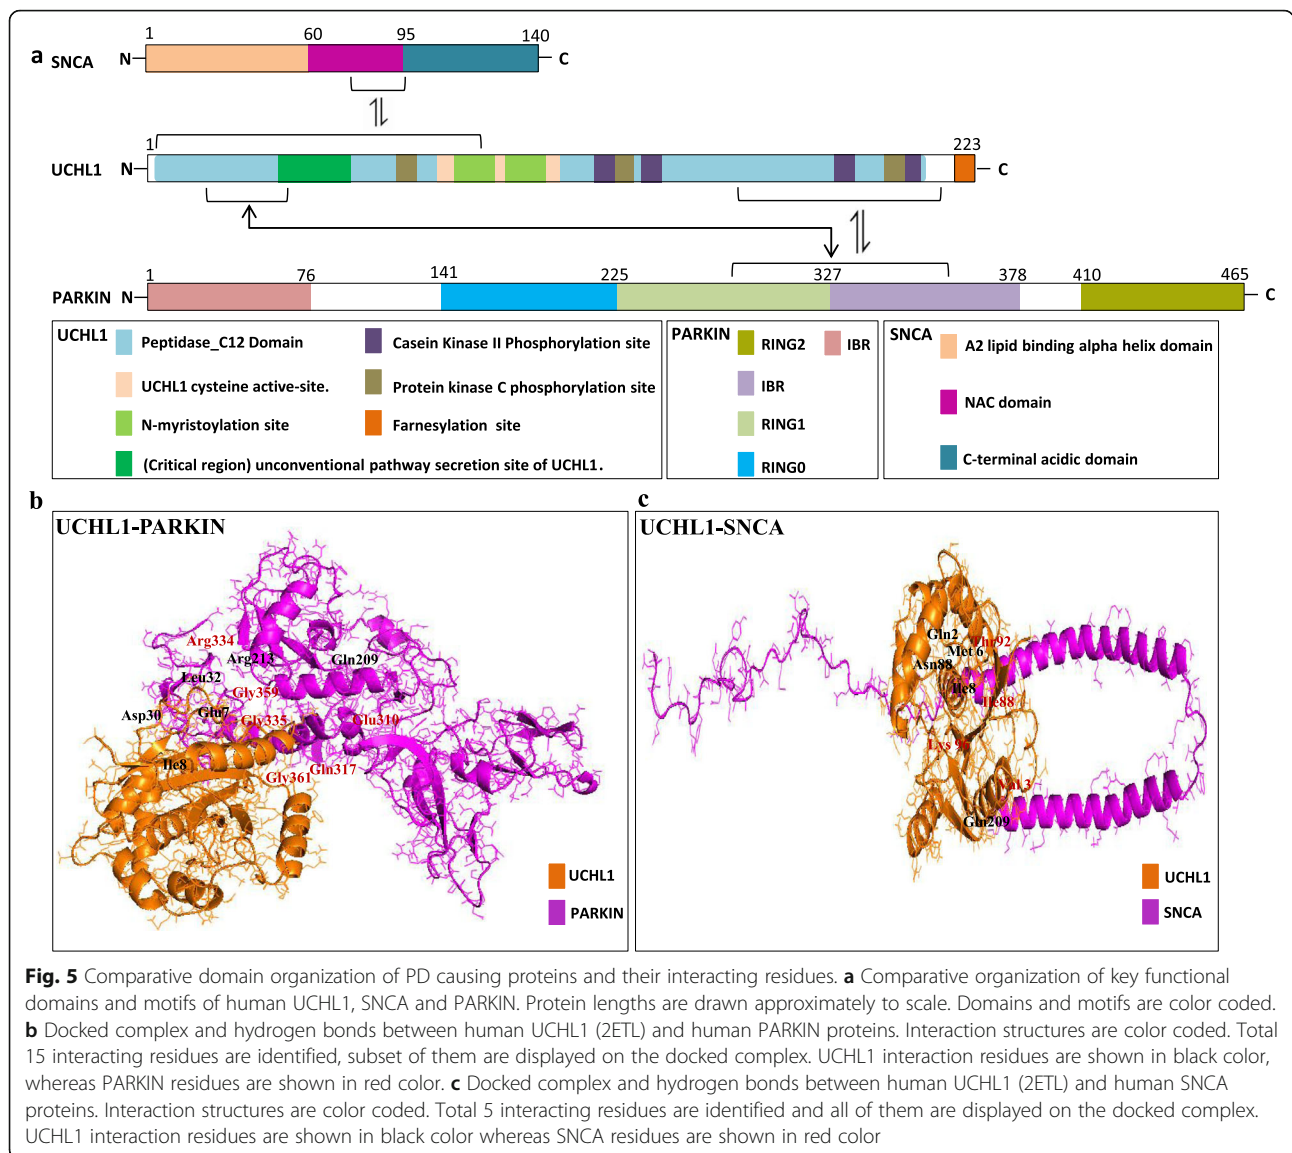 a
1 60 95 140
SNCA N C
1 223
UCHL1 N C
1 76 141 225 327 378 410 465
PARKIN N C
UCHL1
Peptidase_C12 Domain
UCHL1 cysteine active-site.
N-myristoylation site
(Critical region) unconventional pathway secretion site of UCHL1.
Casein Kinase II Phosphorylation site
Protein kinase C phosphorylation site
Farnesylation site
PARKIN
RING2
IBR
IBR
RING1
RING0
SNCA
A2 lipid binding alpha helix domain
NAC domain
C-terminal acidic domain
b
UCHL1-PARKIN
Arg334
Arg213
Gln209
Leu32
Gly359
Asp30
Glu7
Gly335
Glu310
Ile8
Gly361
Gln317
UCHL1
PARKIN
c
UCHL1-SNCA
Gln2
Thr92
Met 6
Asn88
Ile8
Ile88
Val3
Gln209
UCHL1
SNCA
Fig. 5 Comparative domain organization of PD causing proteins and their interacting residues. a Comparative organization of key functional
domains and motifs of human UCHL1, SNCA and PARKIN. Protein lengths are drawn approximately to scale. Domains and motifs are color coded.
b Docked complex and hydrogen bonds between human UCHL1 (2ETL) and human PARKIN proteins. Interaction structures are color coded. Total
15 interacting residues are identified, subset of them are displayed on the docked complex. UCHL1 interaction residues are shown in black color,
whereas PARKIN residues are shown in red color. c Docked complex and hydrogen bonds between human UCHL1 (2ETL) and human SNCA
proteins. Interaction structures are color coded. Total 5 interacting residues are identified and all of them are displayed on the docked complex.
UCHL1 interaction residues are shown in black color whereas SNCA residues are shown in red color